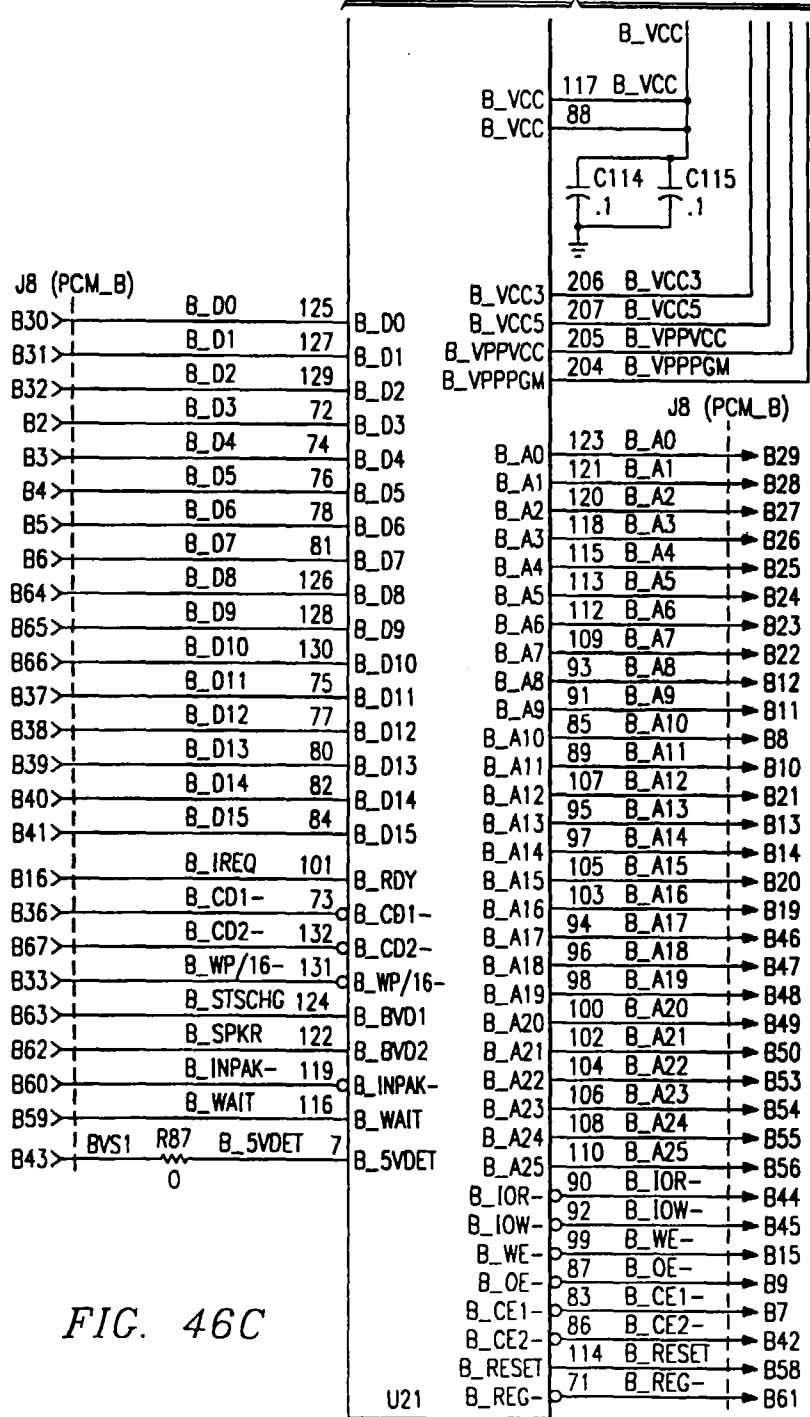 B_VCC
B_VCC 117 B_VCC
B_VCC 88
C114 C115
.1 .1
B_VCC3 206 B_VCC3
B_VCC5 207 B_VCC5
B_VPPVCC 205 B_VPPVCC
B_VPPPGM 204 B_VPPPGM
J8 (PCM_B)
B30> B_D0 125 B_D0
B31> B_D1 127 B_D1
B32> B_D2 129 B_D2
B2> B_D3 72 B_D3
B3> B_D4 74 B_D4
B4> B_D5 76 B_D5
B5> B_D6 78 B_D6
B6> B_D7 81 B_D7
B64> B_D8 126 B_D8
B65> B_D9 128 B_D9
B66> B_D10 130 B_D10
B37> B_D11 75 B_D11
B38> B_D12 77 B_D12
B39> B_D13 80 B_D13
B40> B_D14 82 B_D14
B41> B_D15 84 B_D15
B16> B_IREQ 101 B_RDY
B36> B_CD1- 73 B_CD1-
B67> B_CD2- 132 B_CD2-
B33> B_WP/16- 131 B_WP/16-
B63> B_STSCHG 124 B_BVD1
B62> B_SPKR 122 B_BVD2
B60> B_INPAK- 119 B_INPAK-
B59> B_WAIT 116 B_WAIT
B43> BVS1 R87 B_5VDET 7 B_5VDET
0
J8 (PCM_B)
B_A0 123 B_A0 B29
B_A1 121 B_A1 B28
B_A2 120 B_A2 B27
B_A3 118 B_A3 B26
B_A4 115 B_A4 B25
B_A5 113 B_A5 B24
B_A6 112 B_A6 B23
B_A7 109 B_A7 B22
B_A8 93 B_A8 B12
B_A9 91 B_A9 B11
B_A10 85 B_A10 B8
B_A11 89 B_A11 B10
B_A12 107 B_A12 B21
B_A13 95 B_A13 B13
B_A14 97 B_A14 B14
B_A15 105 B_A15 B20
B_A16 103 B_A16 B19
B_A17 94 B_A17 B46
B_A18 96 B_A18 B47
B_A19 98 B_A19 B48
B_A20 100 B_A20 B49
B_A21 102 B_A21 B50
B_A22 104 B_A22 B53
B_A23 106 B_A23 B54
B_A24 108 B_A24 B55
B_A25 110 B_A25 B56
B_IOR- 90 B_IOR- B44
B_IOW- 92 B_IOW- B45
B_WE- 99 B_WE- B15
B_OE- 87 B_OE- B9
B_CE1- 83 B_CE1- B7
B_CE2- 86 B_CE2- B42
B_RESET 114 B_RESET B58
B_REG- 71 B_REG- B61
U21
FIG. 46C